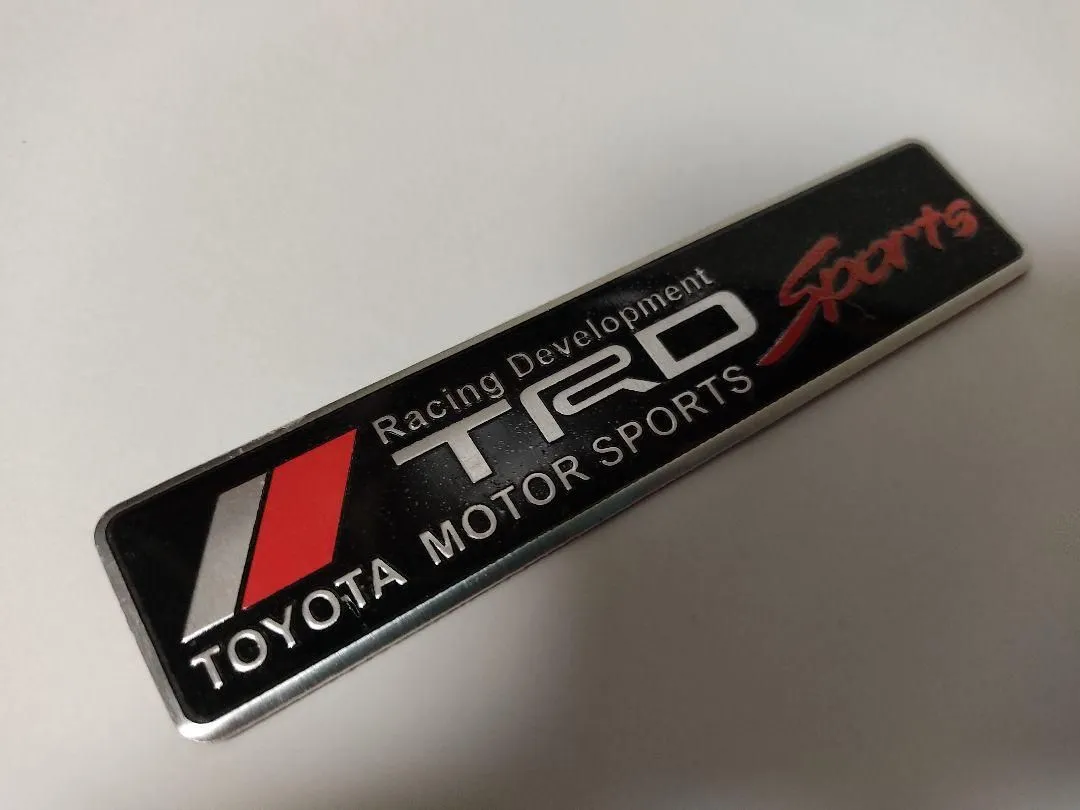 Racing Development
TRD
Sports
TOYOTA MOTOR SPORTS